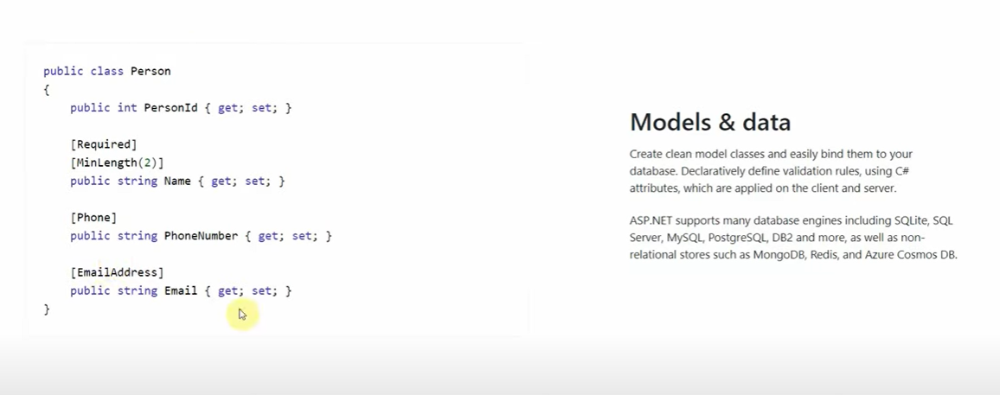 public class Person
{
    public int PersonId { get; set; }
    [Required]
    [MinLength(2)]
    public string Name { get; set; }
    [Phone]
    public string PhoneNumber { get; set; }
    [EmailAddress]
    public string Email { get; set; }
}
Models & data
Create clean model classes and easily bind them to your
database. Declaratively define validation rules, using C#
attributes, which are applied on the client and server.
ASP.NET supports many database engines including SQLite, SQL
Server, MySQL, PostgreSQL, DB2 and more, as well as non-
relational stores such as MongoDB, Redis, and Azure Cosmos DB.